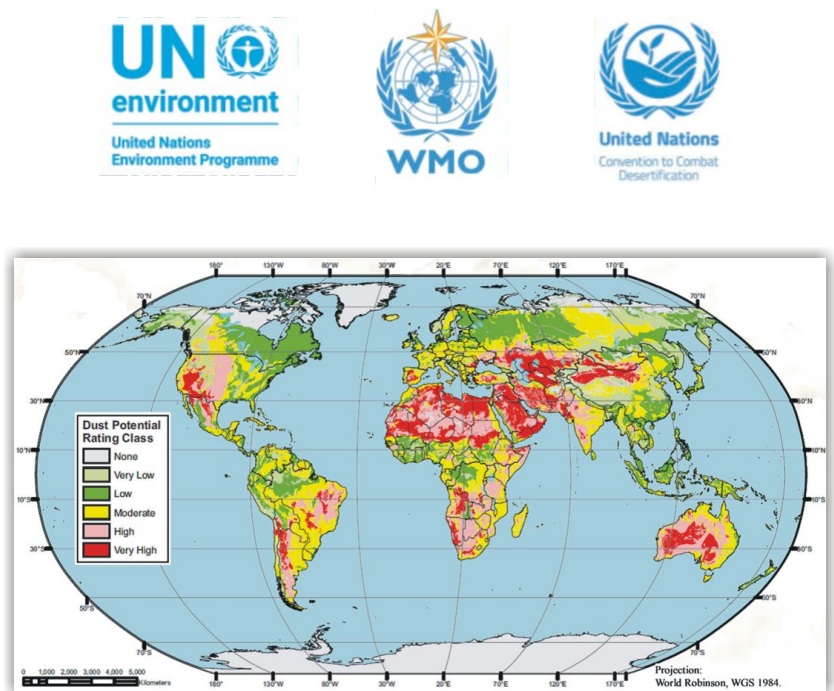 UN
environment
United Nations
Environment Programme
WMO
United Nations
Convention to Combat
Desertification
180° 130°W 80°W 30°W 20°E 70°E 120°E 170°E
70°N 70°N
50°N 50°N
30°N 30°N
10°N 10°N
10°S 10°S
30°S 30°S
50°S 50°S
70°S 70°S
Dust Potential
Rating Class
None
Very Low
Low
Moderate
High
Very High
0 1,000 2,000 3,000 4,000 5,000
Kilometers
180° 130°W 80°W 30°W 20°E 70°E 120°E 170°E
Projection:
World Robinson, WGS 1984.